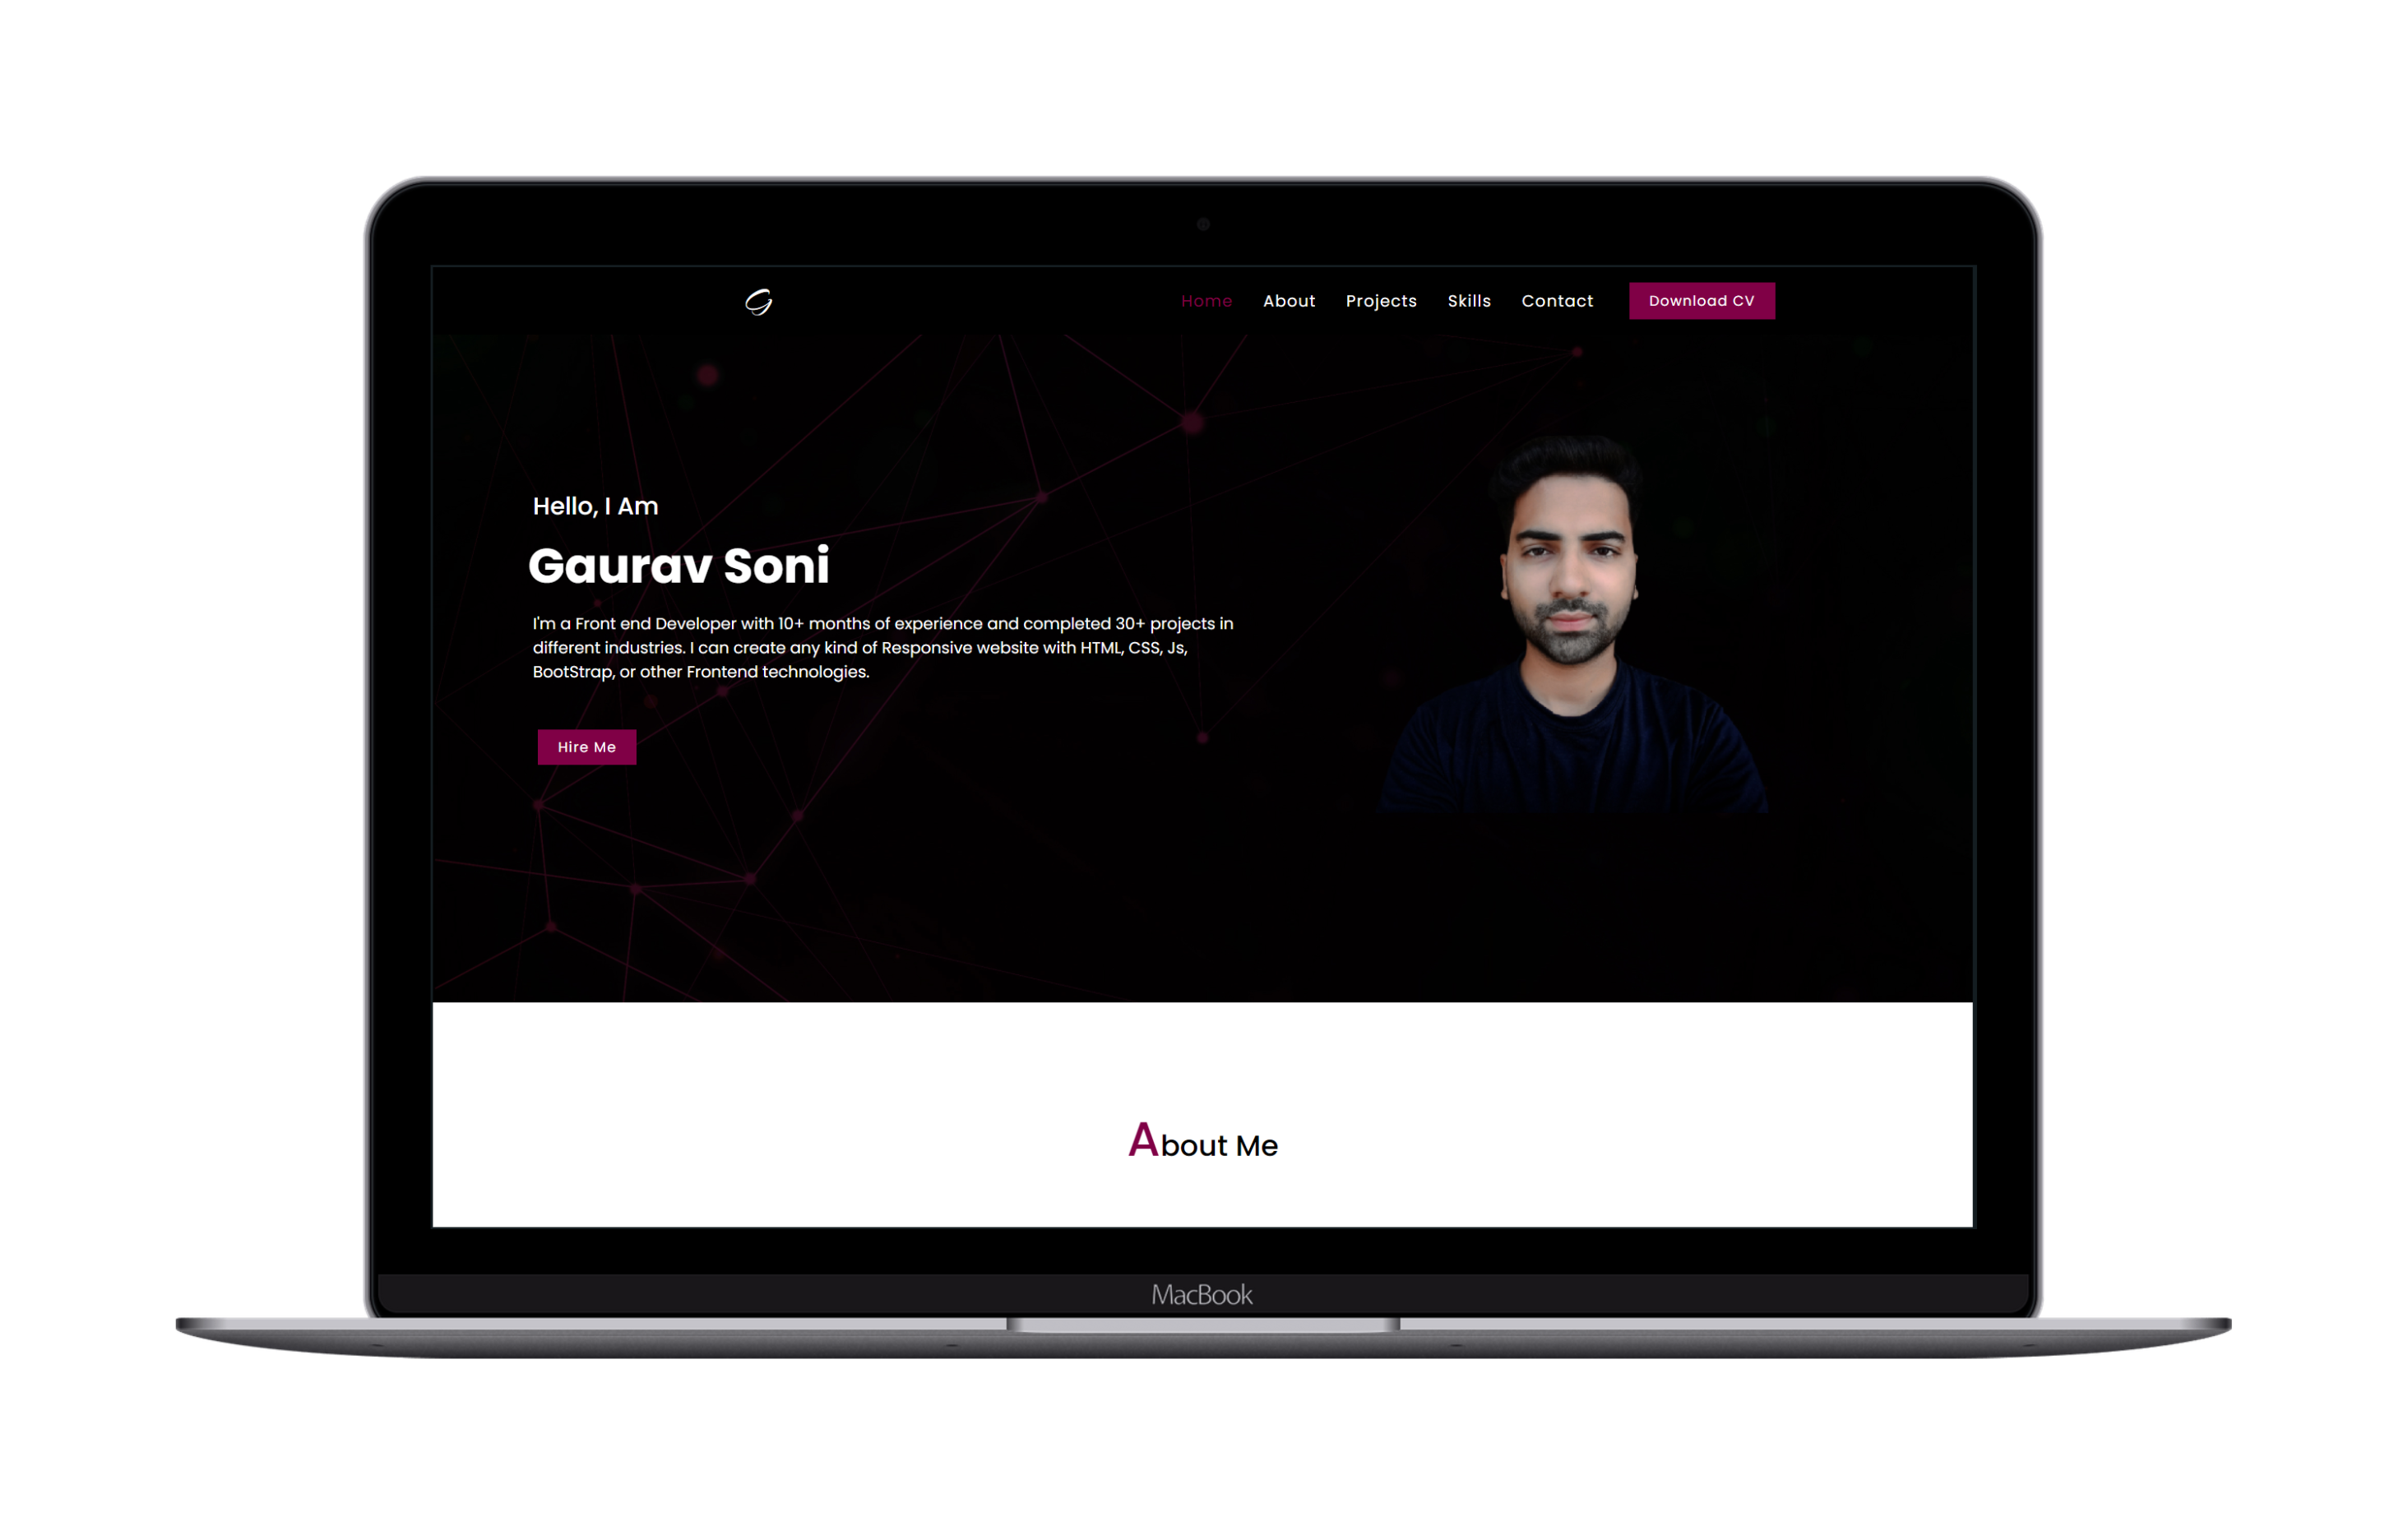 G
Home About Projects Skills Contact Download CV
Hello, I Am
Gaurav Soni
I'm a Front end Developer with 10+ months of experience and completed 30+ projects in
different industries. I can create any kind of Responsive website with HTML, CSS, Js,
BootStrap, or other Frontend technologies.
Hire Me
About Me
MacBook